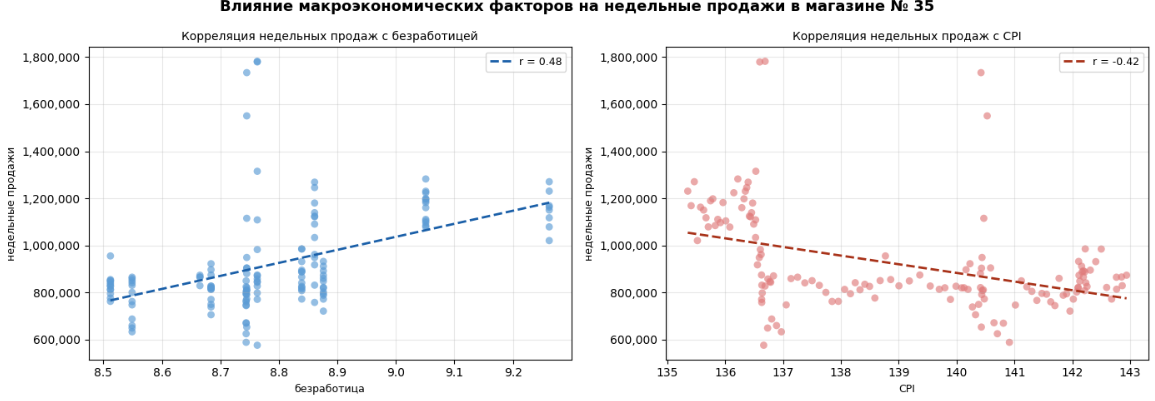 Влияние макроэкономических факторов на недельные продажи в магазине № 35
Корреляция недельных продаж с безработицей
r = 0.48
1,800,000
1,600,000
1,400,000
1,200,000
1,000,000
800,000
600,000
недельные продажи
8.5 8.6 8.7 8.8 8.9 9.0 9.1 9.2
безработица
Корреляция недельных продаж с CPI
r = -0.42
1,800,000
1,600,000
1,400,000
1,200,000
1,000,000
800,000
600,000
недельные продажи
135 136 137 138 139 140 141 142 143
CPI